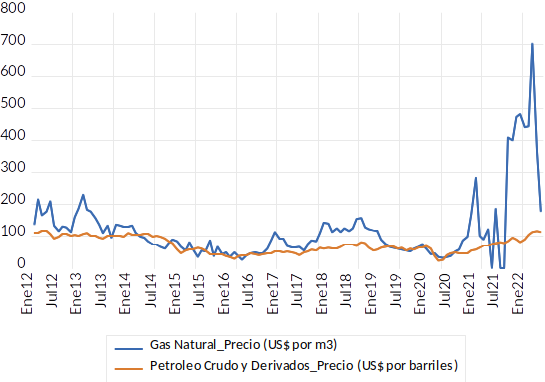 800
700
600
500
400
300
200
100
0
Ene12
Jul12
Ene13
Jul13
Ene14
Jul14
Ene15
Jul15
Ene16
Jul16
Ene17
Jul17
Ene18
Jul18
Ene19
Jul19
Ene20
Jul20
Ene21
Jul21
Ene22
Gas Natural_Precio (US$ por m3)
Petroleo Crudo y Derivados_Precio (US$ por barriles)